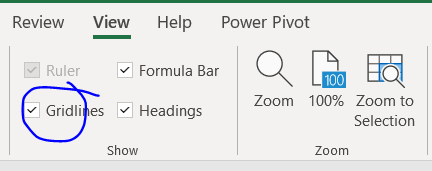 Review View Help Power Pivot
Ruler Formula Bar
Gridlines Headings
100
Zoom 100% Zoom to
Selection
Show Zoom